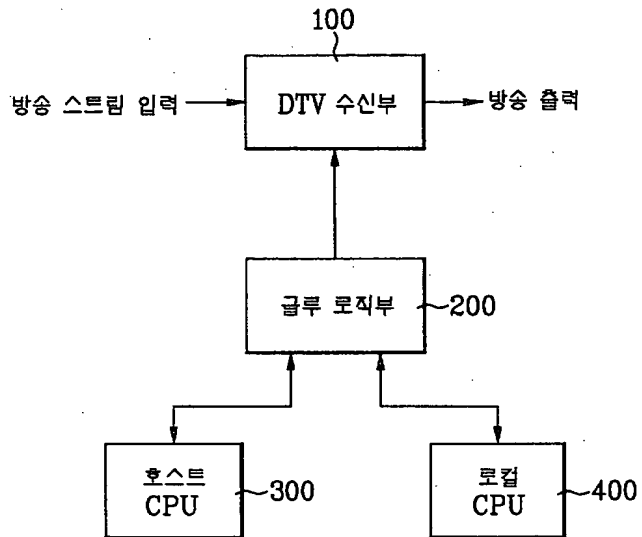 100
방송 스트림 입력
DTV 수신부
방송 출력
글루 로직부
200
호스트
CPU
300
로컬
CPU
400